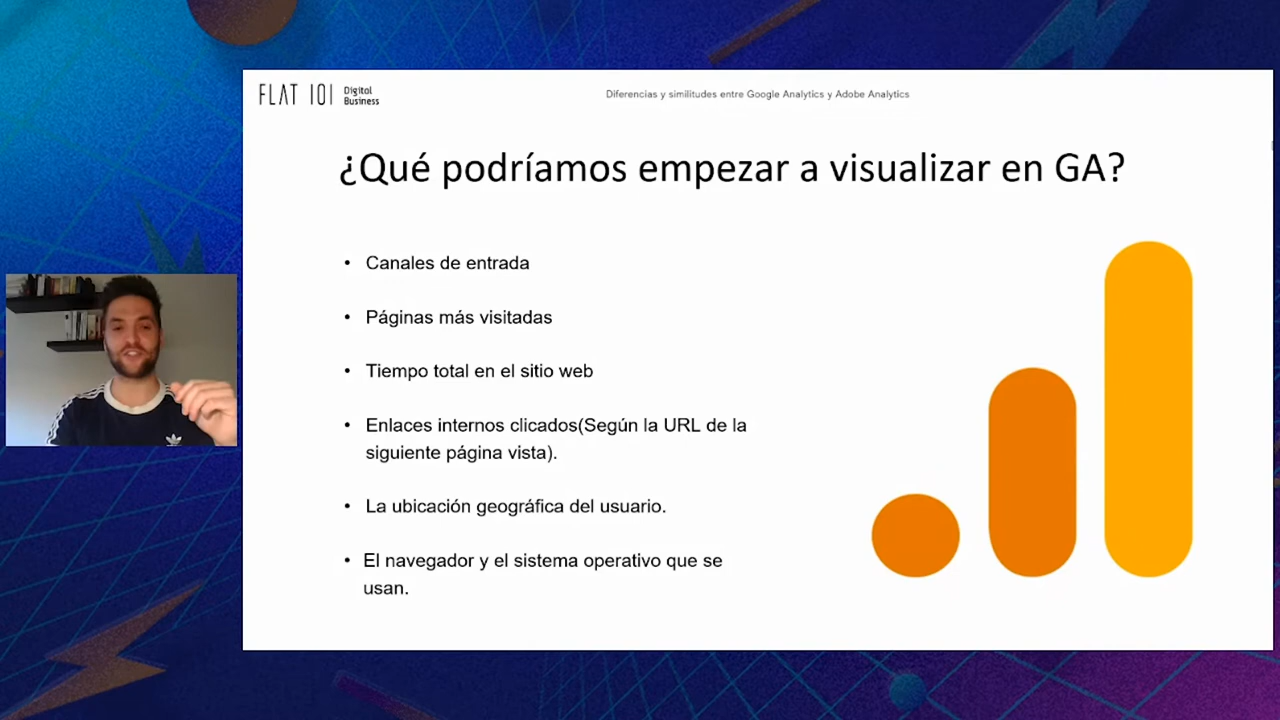 FLAT 101 Digital Business
Diferencias y similitudes entre Google Analytics y Adobe Analytics
¿Qué podríamos empezar a visualizar en GA?
• Canales de entrada
• Páginas más visitadas
• Tiempo total en el sitio web
• Enlaces internos clicados(Según la URL de la
siguiente página vista).
• La ubicación geográfica del usuario.
• El navegador y el sistema operativo que se
usan.